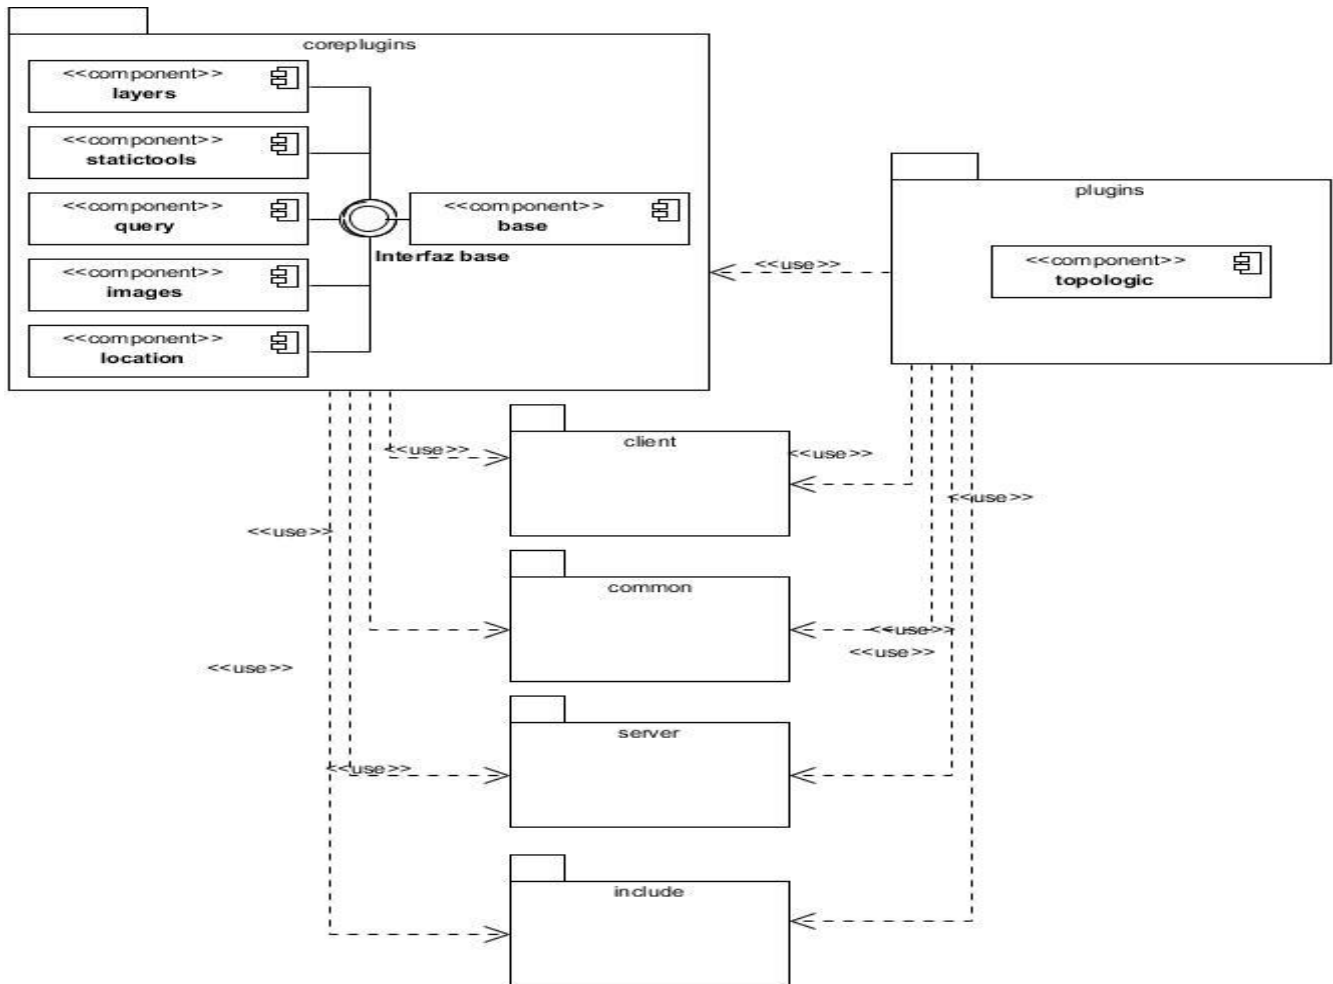 coreplugins
<<component>>
layers
<<component>>
statictools
<<component>>
query
<<component>>
images
<<component>>
location
<<component>>
base
Interfaz base
<<use>>
plugins
<<component>>
topologic
<<use>>
client
<<use>>
<<use>>
<<use>>
common
<<use>>
<<use>>
<<use>>
server
<<use>>
include